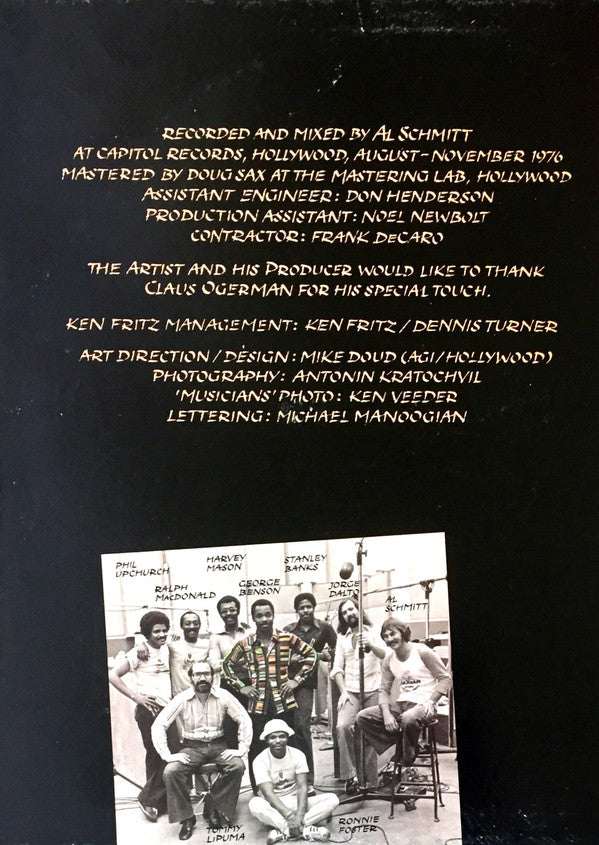 RECORDED AND MIXED BY AL SCHMITT
AT CAPITOL RECORDS, HOLLYWOOD, AUGUST-NOVEMBER 1976
MASTERED BY DOUG SAX AT THE MASTERING LAB, HOLLYWOOD
ASSISTANT ENGINEER: DON HENDERSON
PRODUCTION ASSISTANT: NOEL NEWBOLT
CONTRACTOR: FRANK DeCARO
THE ARTIST AND HIS PRODUCER WOULD LIKE TO THANK
CLAUS OGERMAN FOR HIS SPECIAL TOUCH.
KEN FRITZ MANAGEMENT: KEN FRITZ / DENNIS TURNER
ART DIRECTION / DESIGN: MIKE DOUD (AGI/HOLLYWOOD)
PHOTOGRAPHY: ANTONIN KRATOCHVIL
'MUSICIANS' PHOTO: KEN VEEDER
LETTERING: MICHAEL MANOOGIAN
PHIL
UPCHURCH
RALPH
MACDONALD
HARVEY
MASON
GEORGE
BENSON
STANLEY
BANKS
JORGE
DALTO
AL
SCHMITT
TOMMY
LIPUMA
RONNIE
FOSTER